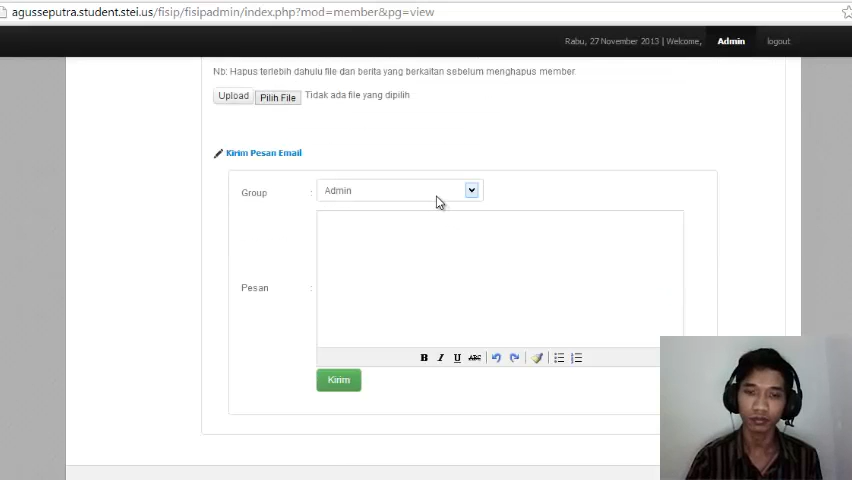 agusseputra.student.stei.us/fisip/fisipadmin/index.php?mod=member&pg=view
Rabu, 27 November 2013 | Welcome, Admin logout
Nb: Hapus terlebih dahulu file dan berita yang berkaitan sebelum menghapus member.
Upload Pilih File Tidak ada file yang dipilih
Kirim Pesan Email
Group : Admin
Pesan :
B I U ABC
Kirim